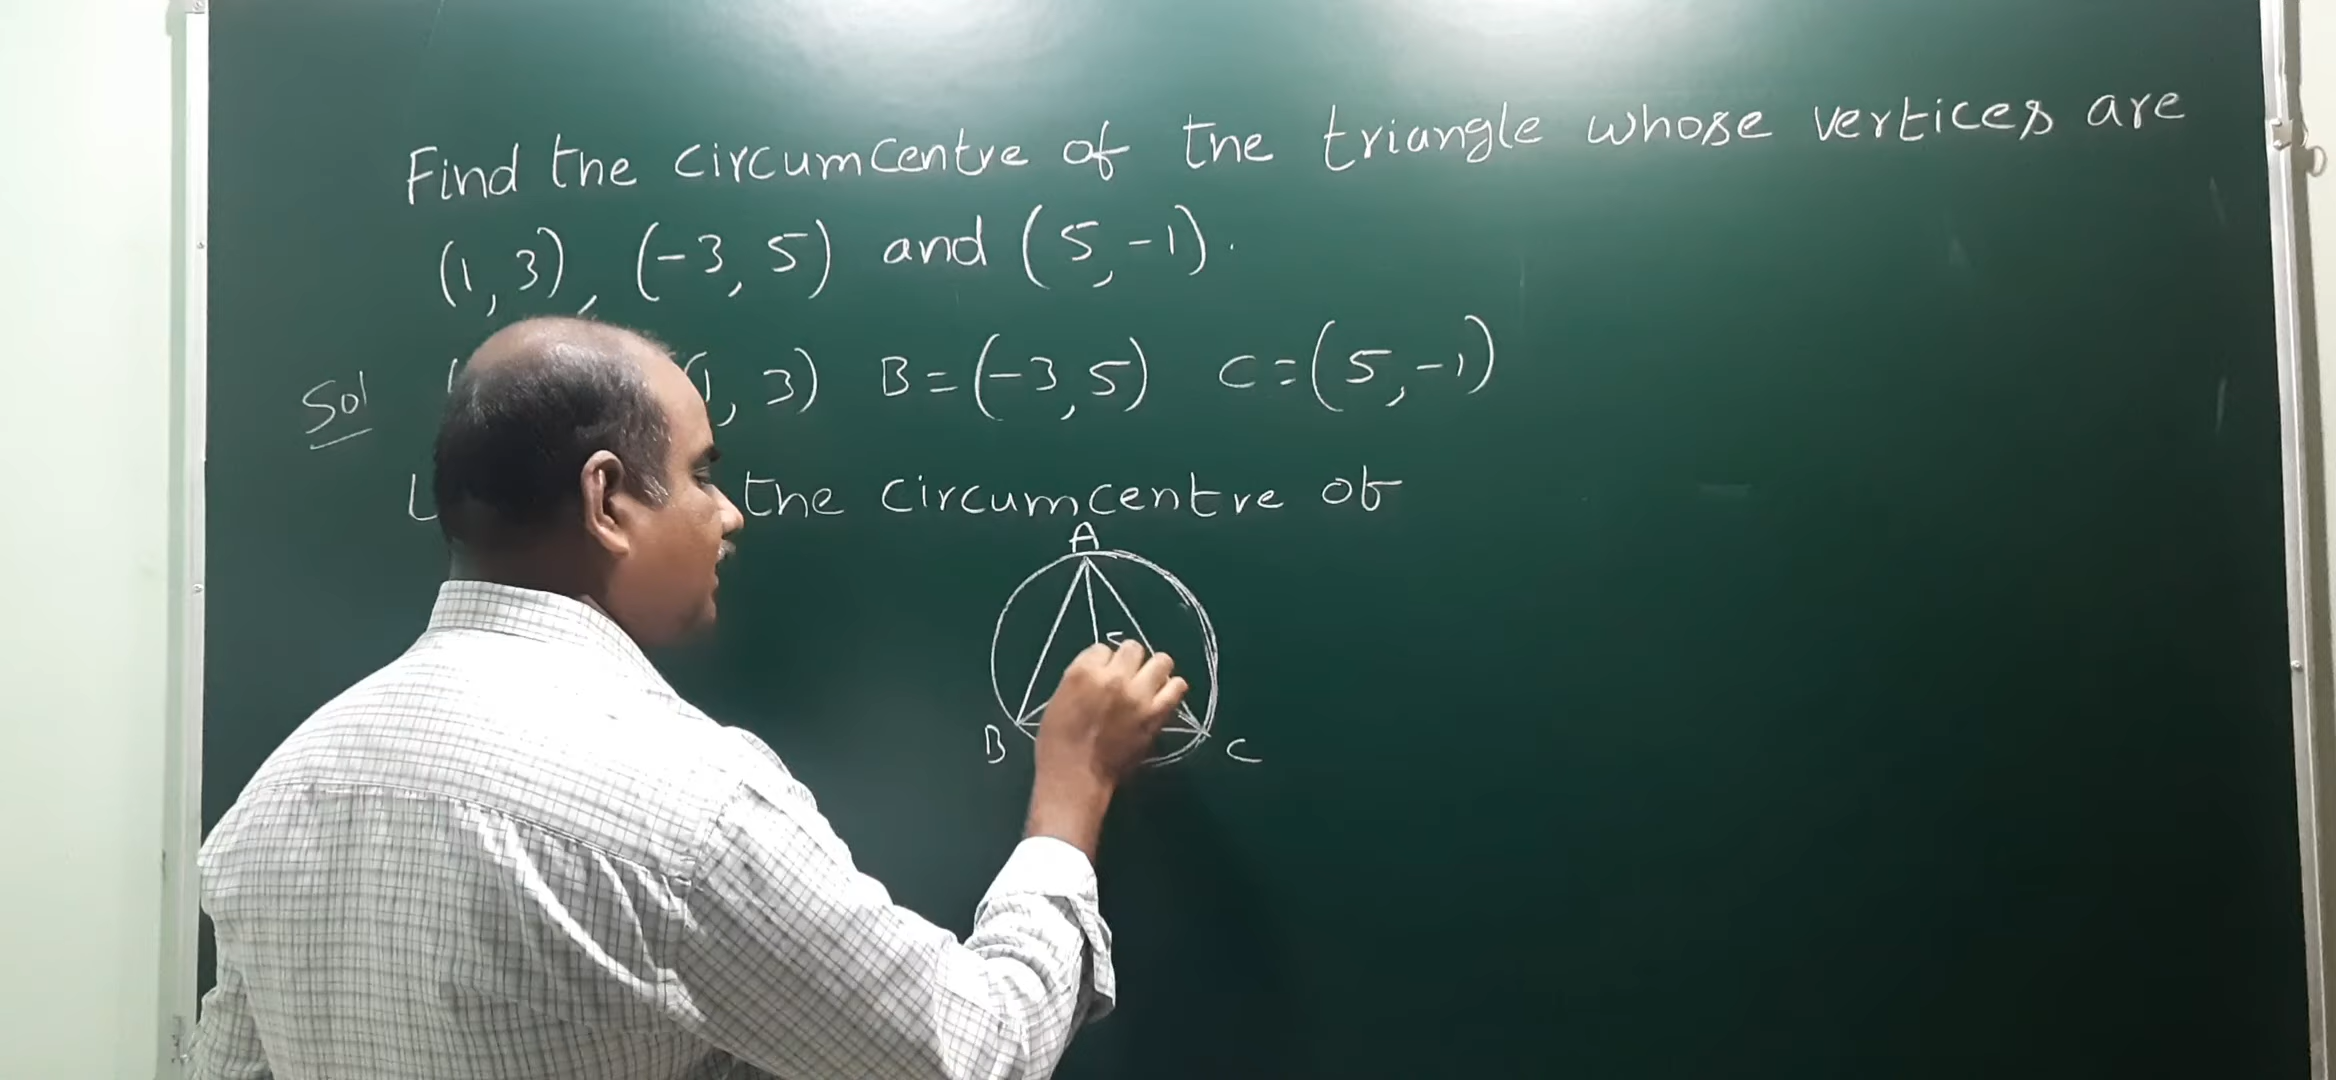 Find the circumcentre of the triangle whose vertices are
(1, 3), (-3, 5) and (5, -1).
Sol 1, 3) B = (-3, 5) C = (5, -1)
L the circumcentre of
A
S
B C